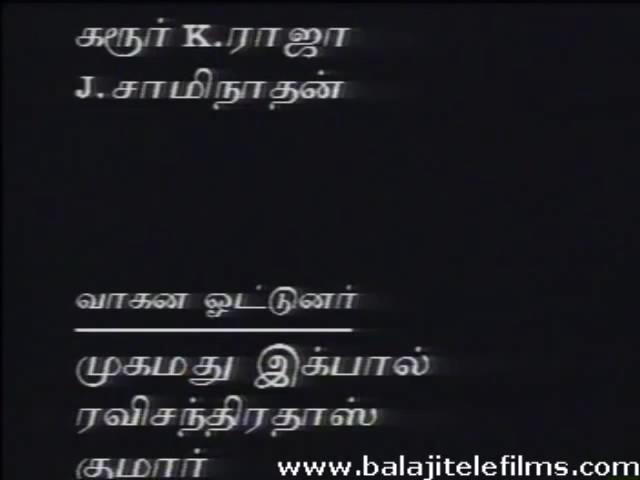 கரூர் K.ராஜா
J.சாமிநாதன்
வாகன ஓட்டுனர்
முகமது இக்பால்
ரவிசந்திரதாஸ்
குமார்
www.balajitelefilms.com